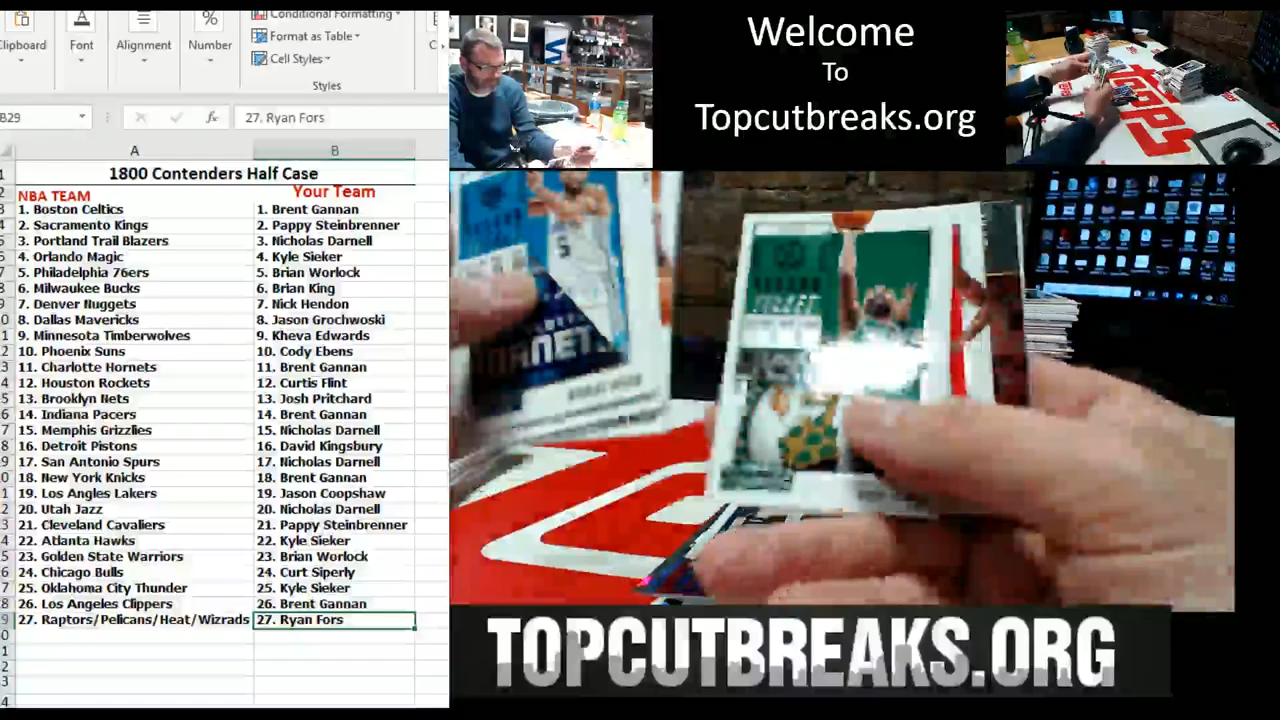 Clipboard
Font
Alignment
Number
Conditional Formatting
Format as Table
Cell Styles
Styles
B29
fx
27. Ryan Fors
A
B
1800 Contenders Half Case
NBA TEAM
Your Team
1. Boston Celtics
1. Brent Gannan
2. Sacramento Kings
2. Pappy Steinbrenner
3. Portland Trail Blazers
3. Nicholas Darnell
4. Orlando Magic
4. Kyle Sieker
5. Philadelphia 76ers
5. Brian Worlock
6. Milwaukee Bucks
6. Brian King
7. Denver Nuggets
7. Nick Hendon
8. Dallas Mavericks
8. Jason Grochwoski
9. Minnesota Timberwolves
9. Kheva Edwards
10. Phoenix Suns
10. Cody Ebens
11. Charlotte Hornets
11. Brent Gannan
12. Houston Rockets
12. Curtis Flint
13. Brooklyn Nets
13. Josh Pritchard
14. Indiana Pacers
14. Brent Gannan
15. Memphis Grizzlies
15. Nicholas Darnell
16. Detroit Pistons
16. David Kingsbury
17. San Antonio Spurs
17. Nicholas Darnell
18. New York Knicks
18. Brent Gannan
19. Los Angles Lakers
19. Jason Coopshaw
20. Utah Jazz
20. Nicholas Darnell
21. Cleveland Cavaliers
21. Pappy Steinbrenner
22. Atlanta Hawks
22. Kyle Sieker
23. Golden State Warriors
23. Brian Worlock
24. Chicago Bulls
24. Curt Siperly
25. Oklahoma City Thunder
25. Kyle Sieker
26. Los Angeles Clippers
26. Brent Gannan
27. Raptors/Pelicans/Heat/Wizrads
27. Ryan Fors
Welcome
To
Topcutbreaks.org
TOPPS
TOPCUTBREAKS.ORG